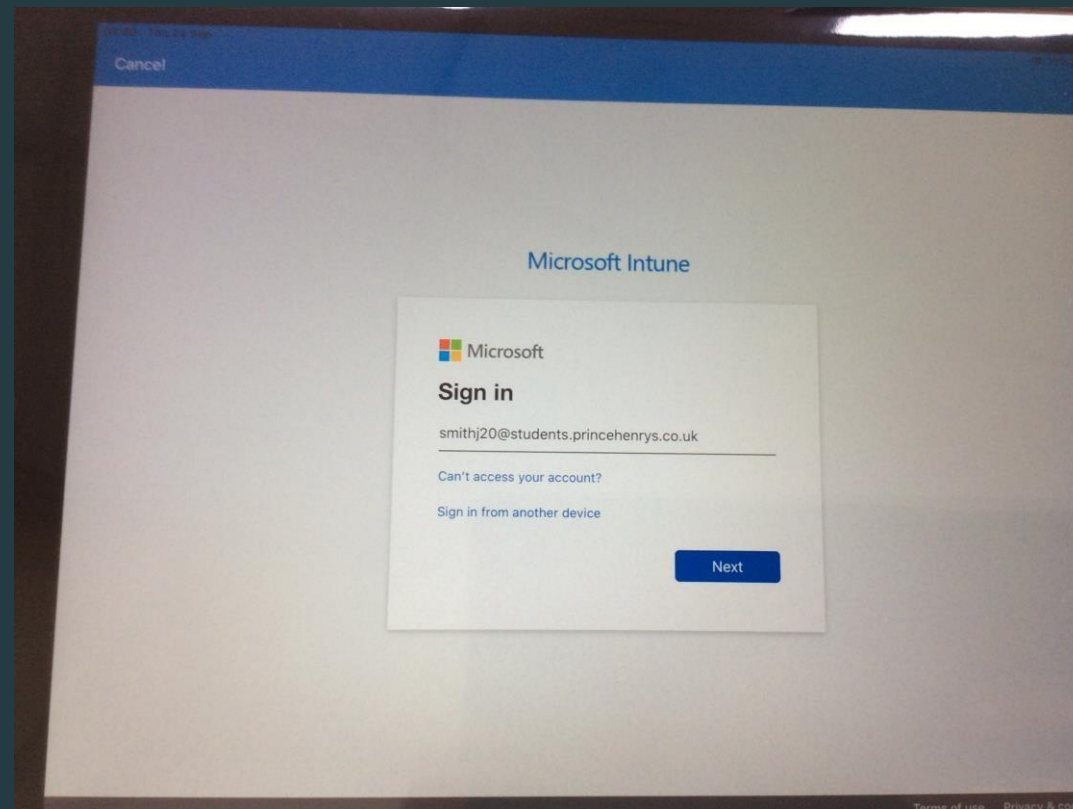 Cancel
Microsoft Intune
Microsoft
Sign in
smithj20@students.princehenrys.co.uk
Can't access your account?
Sign in from another device
Next
Terms of use Privacy &